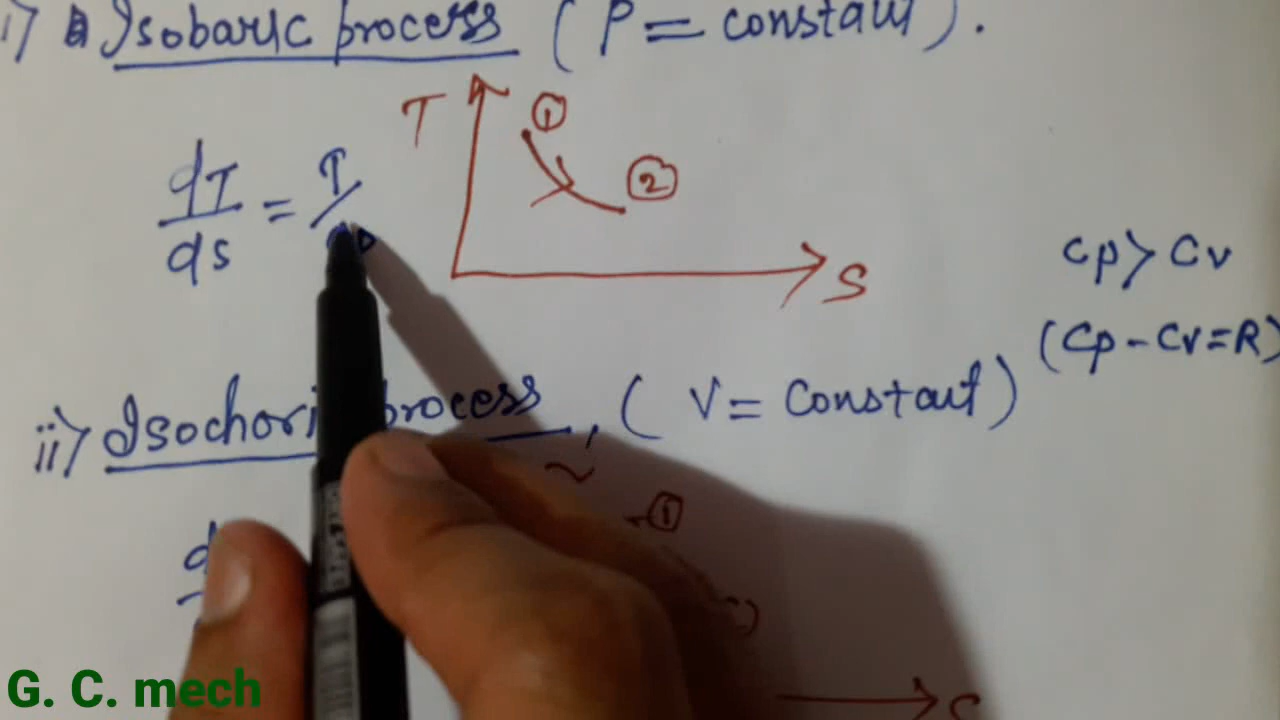 i) Isobaric process (P = constant).
T
①
②
S
dT/ds = T/
Cp > Cv
(Cp - Cv = R)
ii) Isochori process, (V = Constant)
①
d
S
G. C. mech